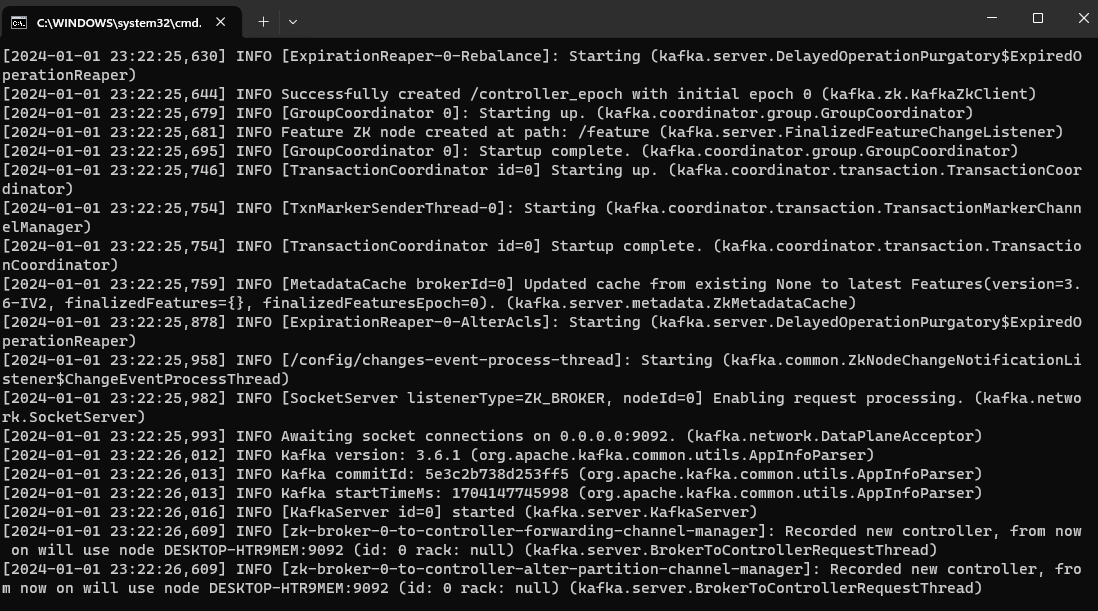 C:\WINDOWS\system32\cmd.
[2024-01-01 23:22:25,630] INFO [ExpirationReaper-0-Rebalance]: Starting (kafka.server.DelayedOperationPurgatory$ExpiredO
perationReaper)
[2024-01-01 23:22:25,644] INFO Successfully created /controller_epoch with initial epoch 0 (kafka.zk.KafkaZkClient)
[2024-01-01 23:22:25,679] INFO [GroupCoordinator 0]: Starting up. (kafka.coordinator.group.GroupCoordinator)
[2024-01-01 23:22:25,681] INFO Feature ZK node created at path: /feature (kafka.server.FinalizedFeatureChangeListener)
[2024-01-01 23:22:25,695] INFO [GroupCoordinator 0]: Startup complete. (kafka.coordinator.group.GroupCoordinator)
[2024-01-01 23:22:25,746] INFO [TransactionCoordinator id=0] Starting up. (kafka.coordinator.transaction.TransactionCoor
dinator)
[2024-01-01 23:22:25,754] INFO [TxnMarkerSenderThread-0]: Starting (kafka.coordinator.transaction.TransactionMarkerChann
elManager)
[2024-01-01 23:22:25,754] INFO [TransactionCoordinator id=0] Startup complete. (kafka.coordinator.transaction.Transactio
nCoordinator)
[2024-01-01 23:22:25,759] INFO [MetadataCache brokerId=0] Updated cache from existing None to latest Features(version=3.
6-IV2, finalizedFeatures={}, finalizedFeaturesEpoch=0). (kafka.server.metadata.ZkMetadataCache)
[2024-01-01 23:22:25,878] INFO [ExpirationReaper-0-AlterAcls]: Starting (kafka.server.DelayedOperationPurgatory$ExpiredO
perationReaper)
[2024-01-01 23:22:25,958] INFO [/config/changes-event-process-thread]: Starting (kafka.common.ZkNodeChangeNotificationLi
stener$ChangeEventProcessThread)
[2024-01-01 23:22:25,982] INFO [SocketServer listenerType=ZK_BROKER, nodeId=0] Enabling request processing. (kafka.netwo
rk.SocketServer)
[2024-01-01 23:22:25,993] INFO Awaiting socket connections on 0.0.0.0:9092. (kafka.network.DataPlaneAcceptor)
[2024-01-01 23:22:26,012] INFO Kafka version: 3.6.1 (org.apache.kafka.common.utils.AppInfoParser)
[2024-01-01 23:22:26,013] INFO Kafka commitId: 5e3c2b738d253ff5 (org.apache.kafka.common.utils.AppInfoParser)
[2024-01-01 23:22:26,013] INFO Kafka startTimeMs: 1704147745998 (org.apache.kafka.common.utils.AppInfoParser)
[2024-01-01 23:22:26,016] INFO [KafkaServer id=0] started (kafka.server.KafkaServer)
[2024-01-01 23:22:26,609] INFO [zk-broker-0-to-controller-forwarding-channel-manager]: Recorded new controller, from now
 on will use node DESKTOP-HTR9MEM:9092 (id: 0 rack: null) (kafka.server.BrokerToControllerRequestThread)
[2024-01-01 23:22:26,609] INFO [zk-broker-0-to-controller-alter-partition-channel-manager]: Recorded new controller, fro
m now on will use node DESKTOP-HTR9MEM:9092 (id: 0 rack: null) (kafka.server.BrokerToControllerRequestThread)